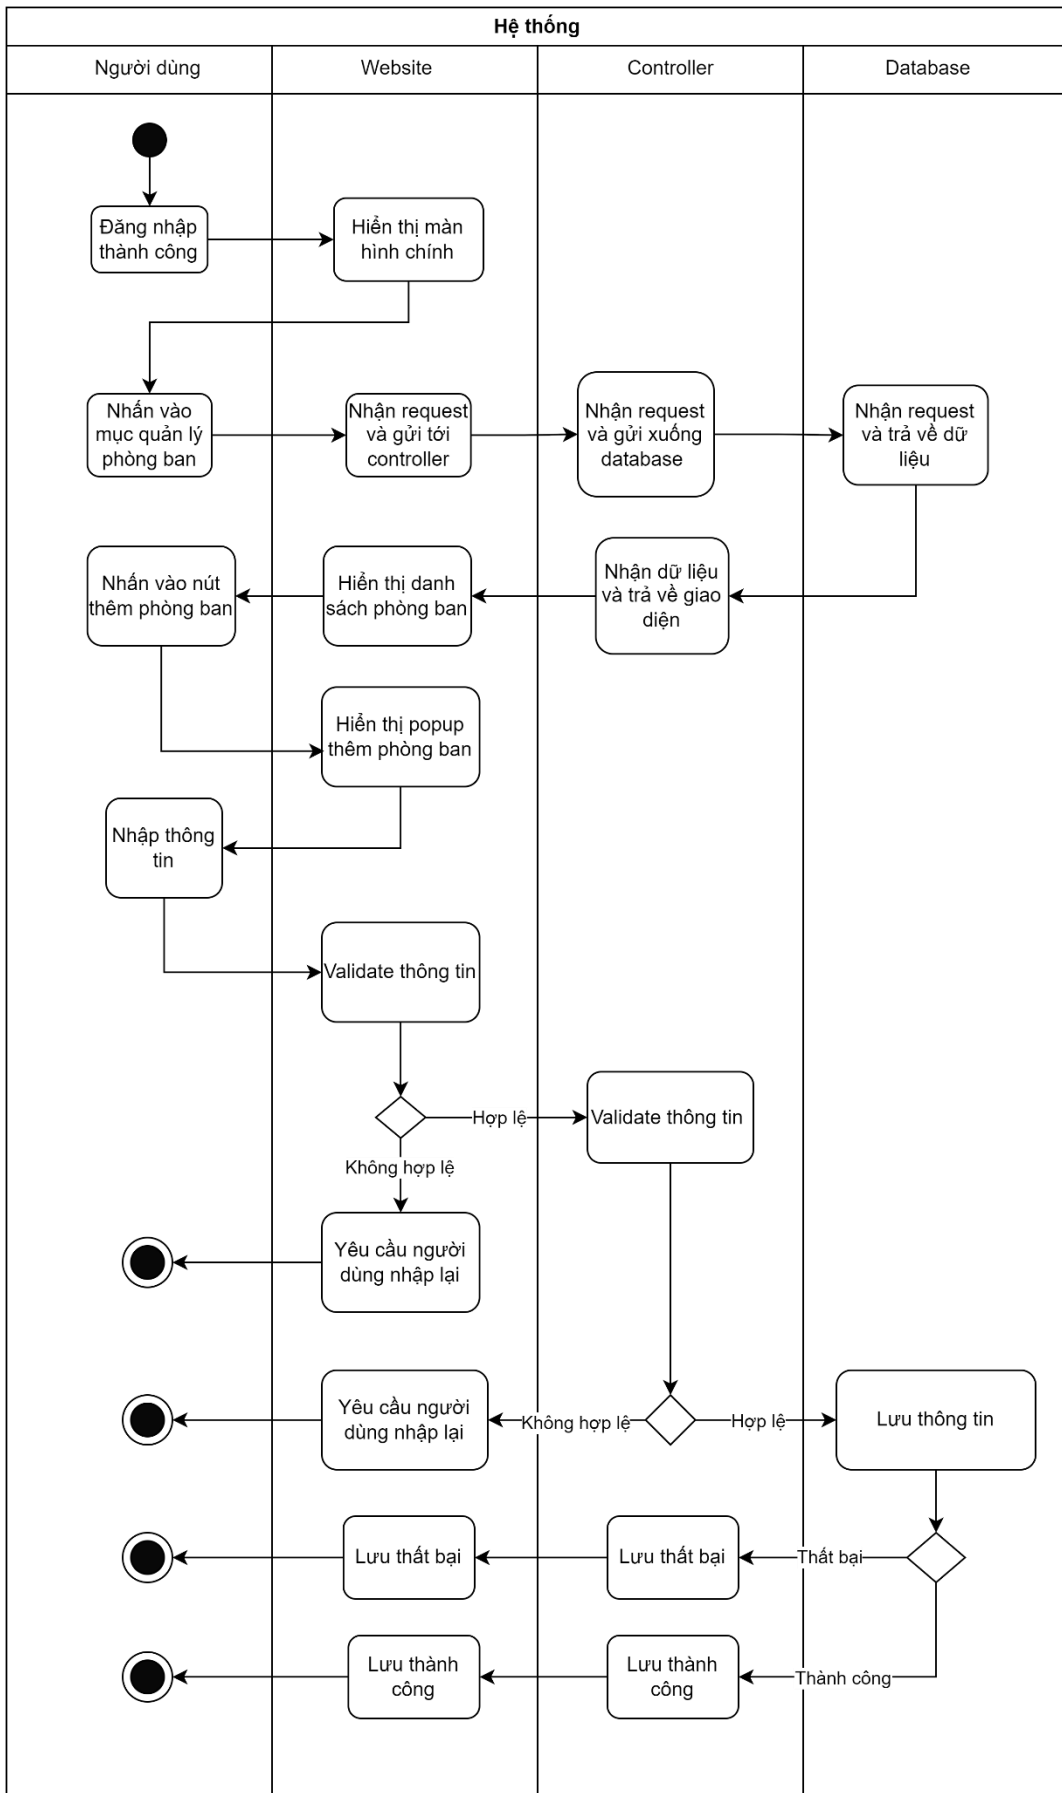 Hệ thống
Người dùng
Website
Controller
Database
Đăng nhập
thành công
Hiển thị màn
hình chính
Nhấn vào
mục quản lý
phòng ban
Nhận request
và gửi tới
controller
Nhận request
và gửi xuống
database
Nhận request
và trả về dữ
liệu
Nhấn vào nút
thêm phòng ban
Hiển thị danh
sách phòng ban
Nhận dữ liệu
và trả về giao
diện
Hiển thị popup
thêm phòng ban
Nhập thông
tin
Validate thông tin
Hợp lệ
Validate thông tin
Không hợp lệ
Yêu cầu người
dùng nhập lại
Yêu cầu người
dùng nhập lại
Không hợp lệ
Hợp lệ
Lưu thông tin
Lưu thất bại
Lưu thất bại
Thất bại
Lưu thành
công
Lưu thành
công
Thành công